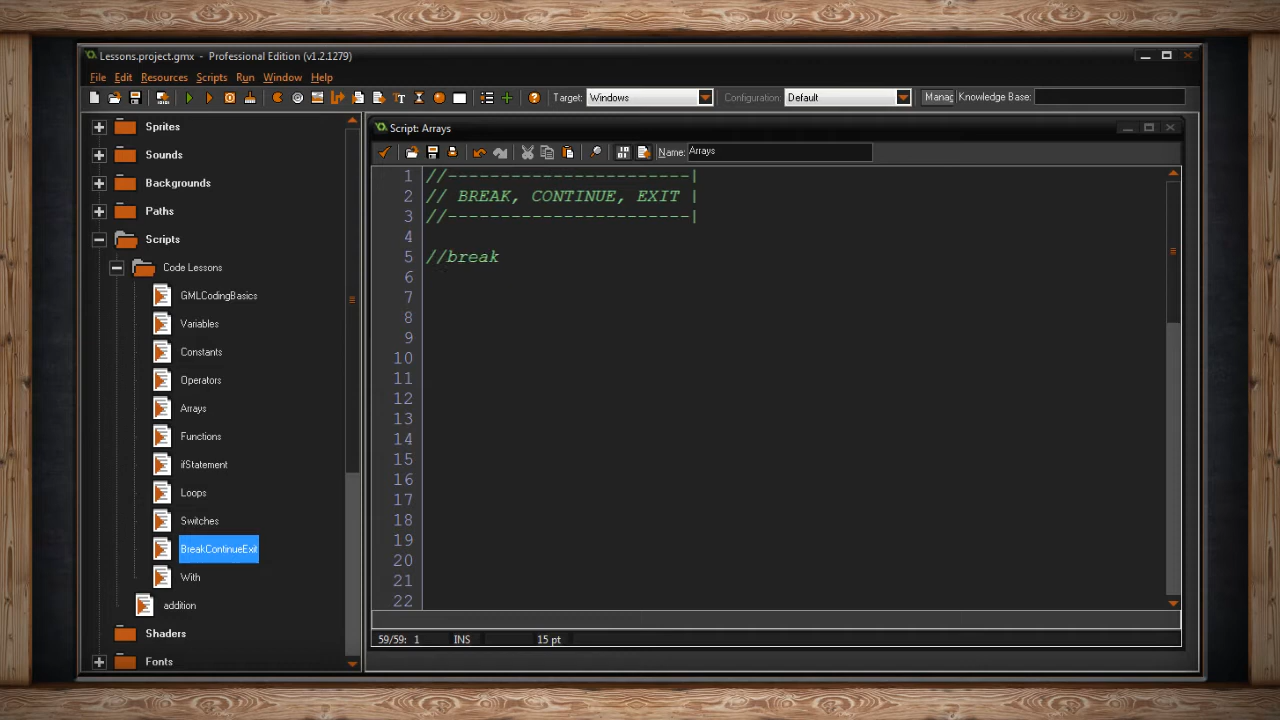 Lessons.project.gmx - Professional Edition (v1.2.1279)
File Edit Resources Scripts Run Window Help
Target: Windows Configuration: Default Manag Knowledge Base:
Sprites
Sounds
Backgrounds
Paths
Scripts
Code Lessons
GMLCodingBasics
Variables
Constants
Operators
Arrays
Functions
ifStatement
Loops
Switches
BreakContinueExit
With
addition
Shaders
Fonts
Script: Arrays
Name: Arrays
1 //-----------------------|
2 // BREAK, CONTINUE, EXIT |
3 //-----------------------|
4
5 //break
6
7
8
9
10
11
12
13
14
15
16
17
18
19
20
21
22
59/59: 1 INS 15 pt